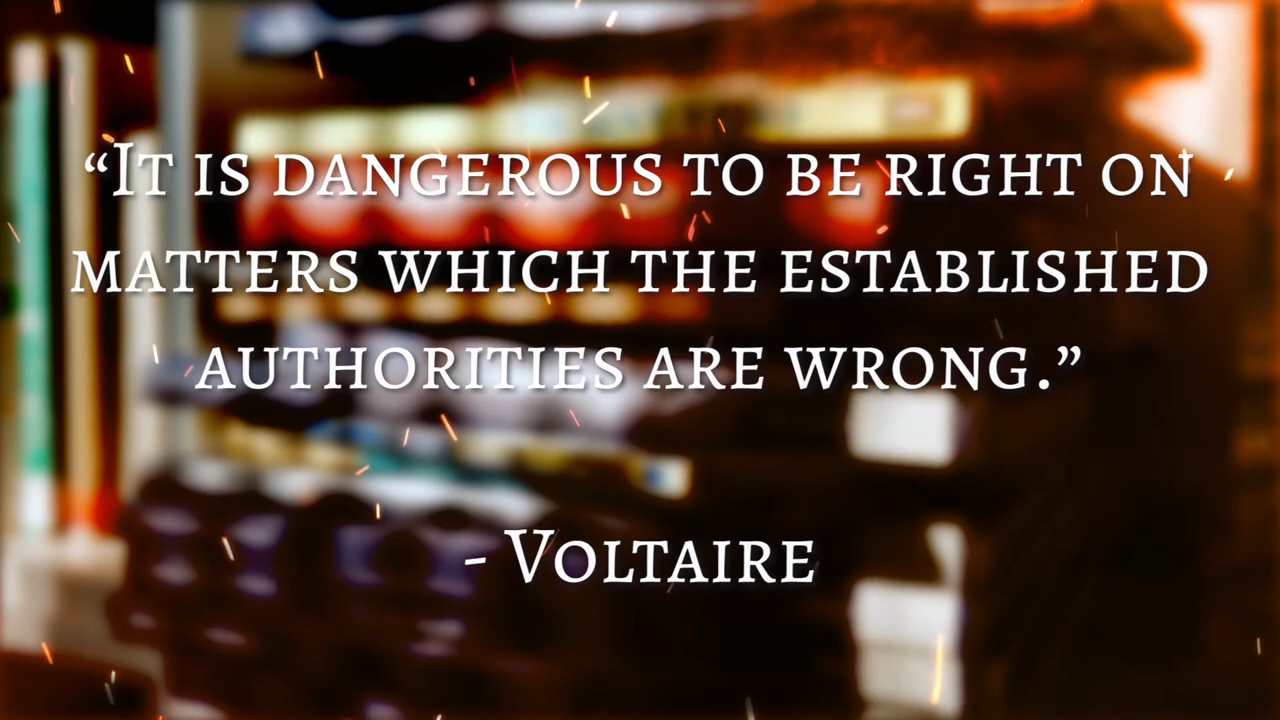 “It is dangerous to be right on
matters which the established
authorities are wrong.”
- Voltaire